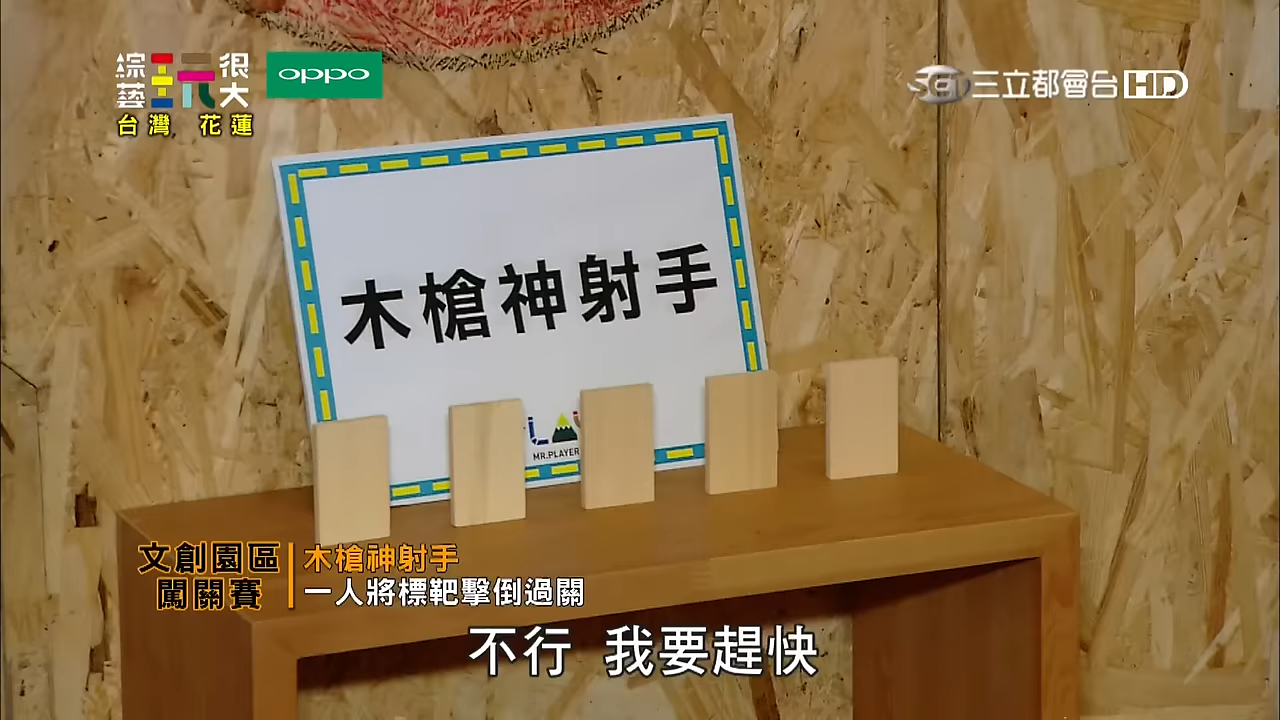 綜藝玩很大
oppo
台灣 花蓮
三立都會台HD
木槍神射手
LAY
MR.PLAYER
文創園區
闖關賽
木槍神射手
一人將標靶擊倒過關
不行 我要趕快